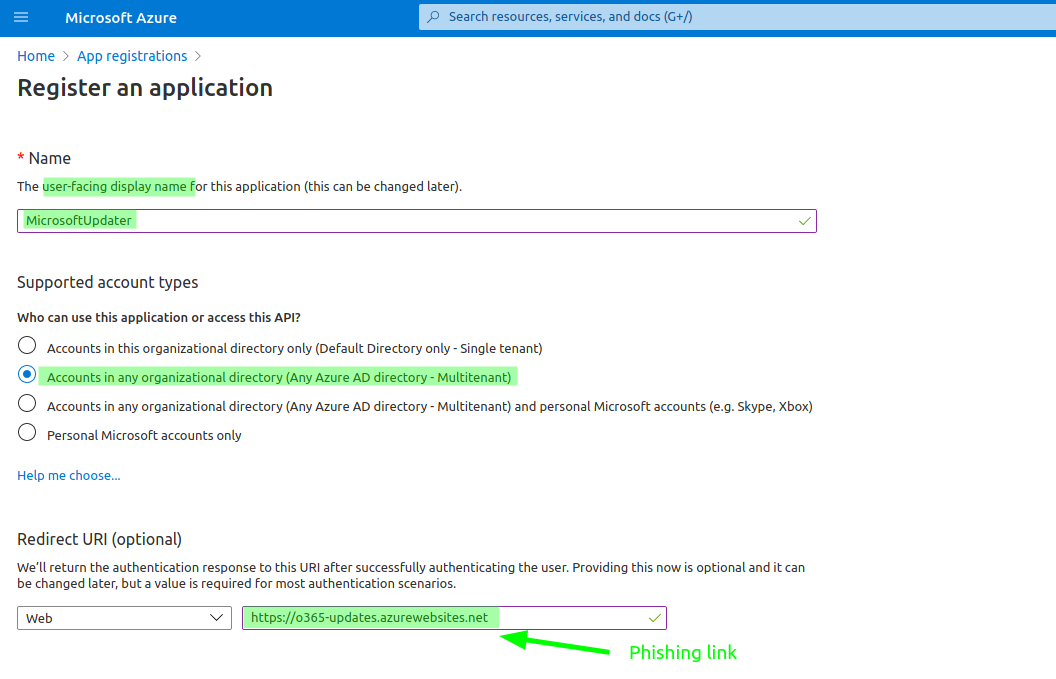 Microsoft Azure
Search resources, services, and docs (G+/)
Home > App registrations >
Register an application
* Name
The user-facing display name for this application (this can be changed later).
MicrosoftUpdater
Supported account types
Who can use this application or access this API?
Accounts in this organizational directory only (Default Directory only - Single tenant)
Accounts in any organizational directory (Any Azure AD directory - Multitenant)
Accounts in any organizational directory (Any Azure AD directory - Multitenant) and personal Microsoft accounts (e.g. Skype, Xbox)
Personal Microsoft accounts only
Help me choose...
Redirect URI (optional)
We'll return the authentication response to this URI after successfully authenticating the user. Providing this now is optional and it can
be changed later, but a value is required for most authentication scenarios.
Web
https://o365-updates.azurewebsites.net
Phishing link